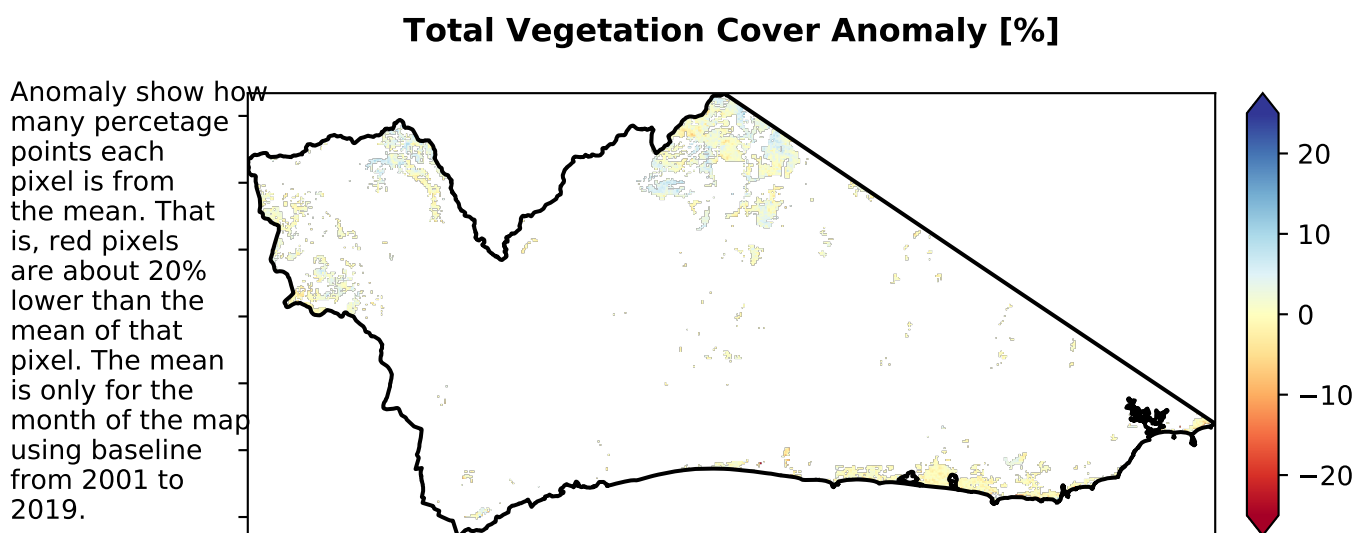 Total Vegetation Cover Anomaly [%]
Anomaly show how
many percetage
points each
pixel is from
the mean. That
is, red pixels
are about 20%
lower than the
mean of that
pixel. The mean
is only for the
month of the map
using baseline
from 2001 to
2019.
20
10
0
−10
−20